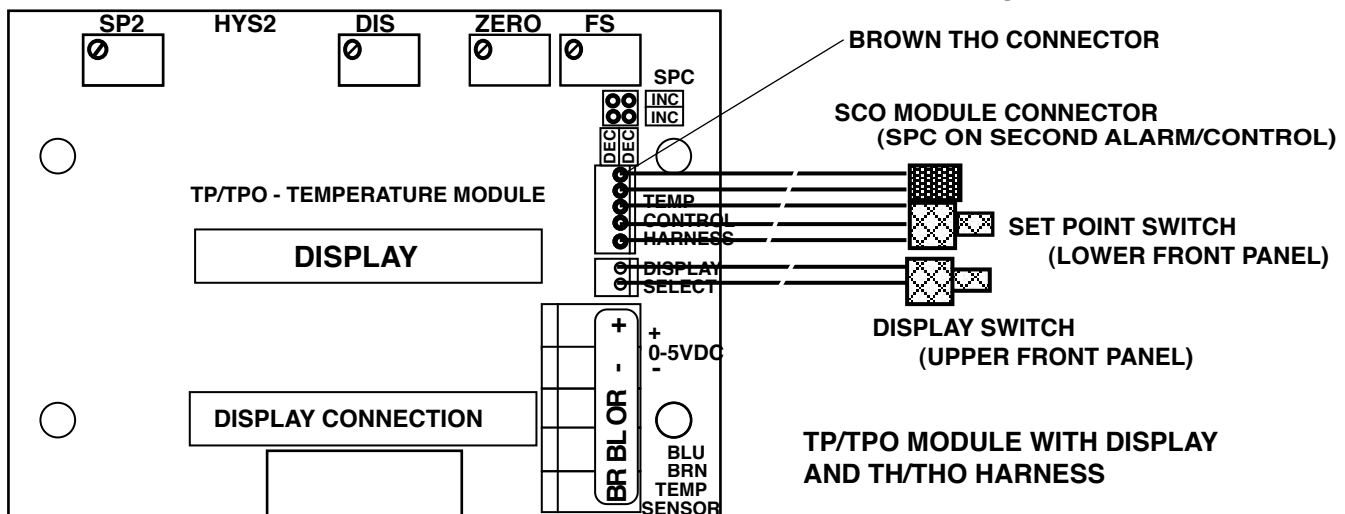 SP2 HYS2 DIS ZERO FS
SPC
INC
INC
DEC
DEC
BROWN THO CONNECTOR
SCO MODULE CONNECTOR
(SPC ON SECOND ALARM/CONTROL)
TP/TPO - TEMPERATURE MODULE
TEMP
CONTROL
HARNESS
SET POINT SWITCH
(LOWER FRONT PANEL)
DISPLAY
DISPLAY
SELECT
DISPLAY SWITCH
(UPPER FRONT PANEL)
+
0-5VDC
-
BR BL OR - +
DISPLAY CONNECTION
BLU
BRN
TEMP
SENSOR
TP/TPO MODULE WITH DISPLAY
AND TH/THO HARNESS